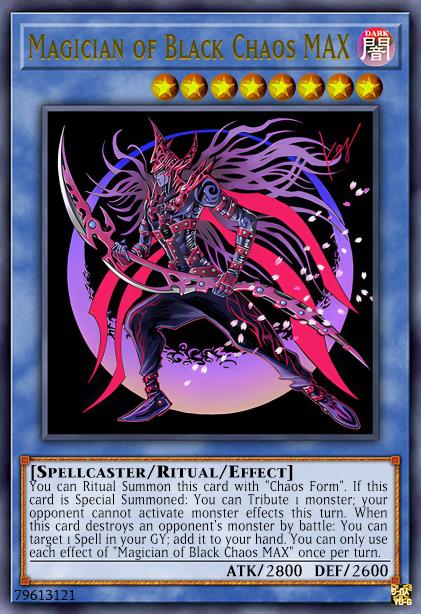 MAGICIAN OF BLACK CHAOS MAX
DARK
闇
[SPELLCASTER/RITUAL/EFFECT]
You can Ritual Summon this card with "Chaos Form". If this
card is Special Summoned: You can Tribute 1 monster; your
opponent cannot activate monster effects this turn. When
this card destroys an opponent's monster by battle: You can
target 1 Spell in your GY; add it to your hand. You can only
use each effect of "Magician of Black Chaos MAX" once per turn.
ATK/2800 DEF/2600
79613121